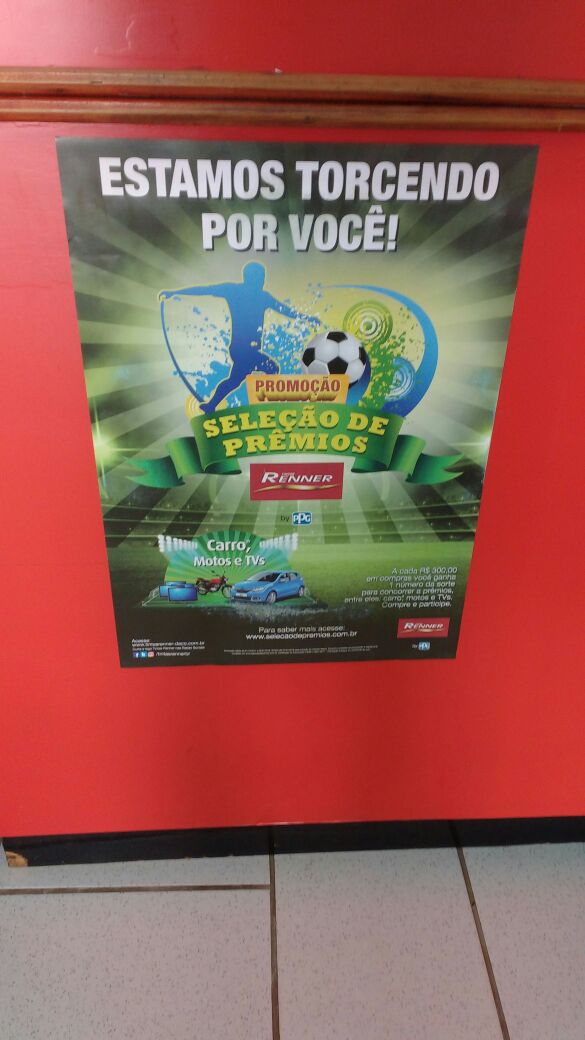 ESTAMOS TORCENDO
POR VOCÊ!
PROMOÇÃO
SELEÇÃO DE
PRÊMIOS
RENNER
by PPG
Carro,
Motos e TVs
A cada R$ 300,00
em compras você ganha
1 número da sorte
para concorrer a prêmios,
entre eles: carro, motos e TVs.
Compre e participe.
Para saber mais acesse:
www.selecaodepremios.com.br
RENNER
by PPG
Acesse: